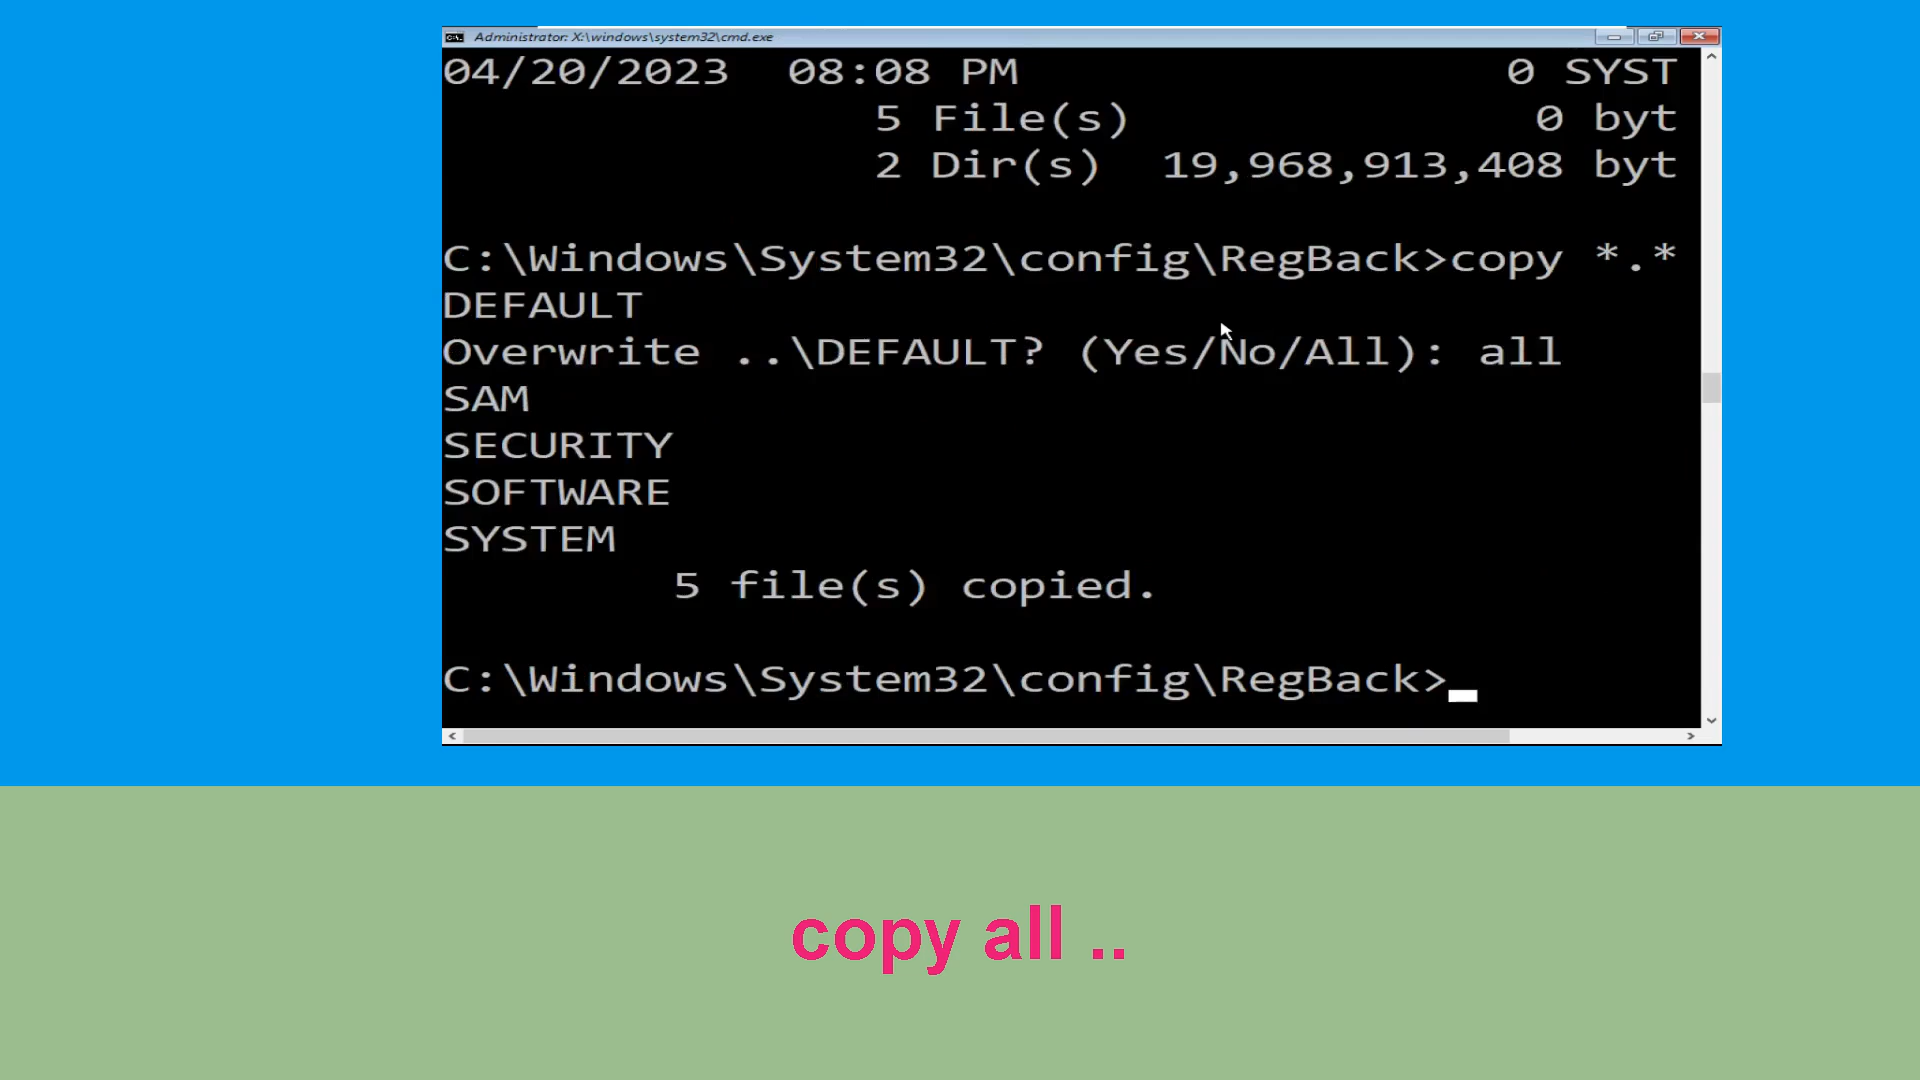 Administrator: X:\windows\system32\cmd.exe
04/20/2023  08:08 PM                 0 SYST
               5 File(s)              0 byt
               2 Dir(s)  19,968,913,408 byt
C:\Windows\System32\config\RegBack>copy *.*
DEFAULT
Overwrite ..\DEFAULT? (Yes/No/All): all
SAM
SECURITY
SOFTWARE
SYSTEM
        5 file(s) copied.
C:\Windows\System32\config\RegBack>
copy all ..